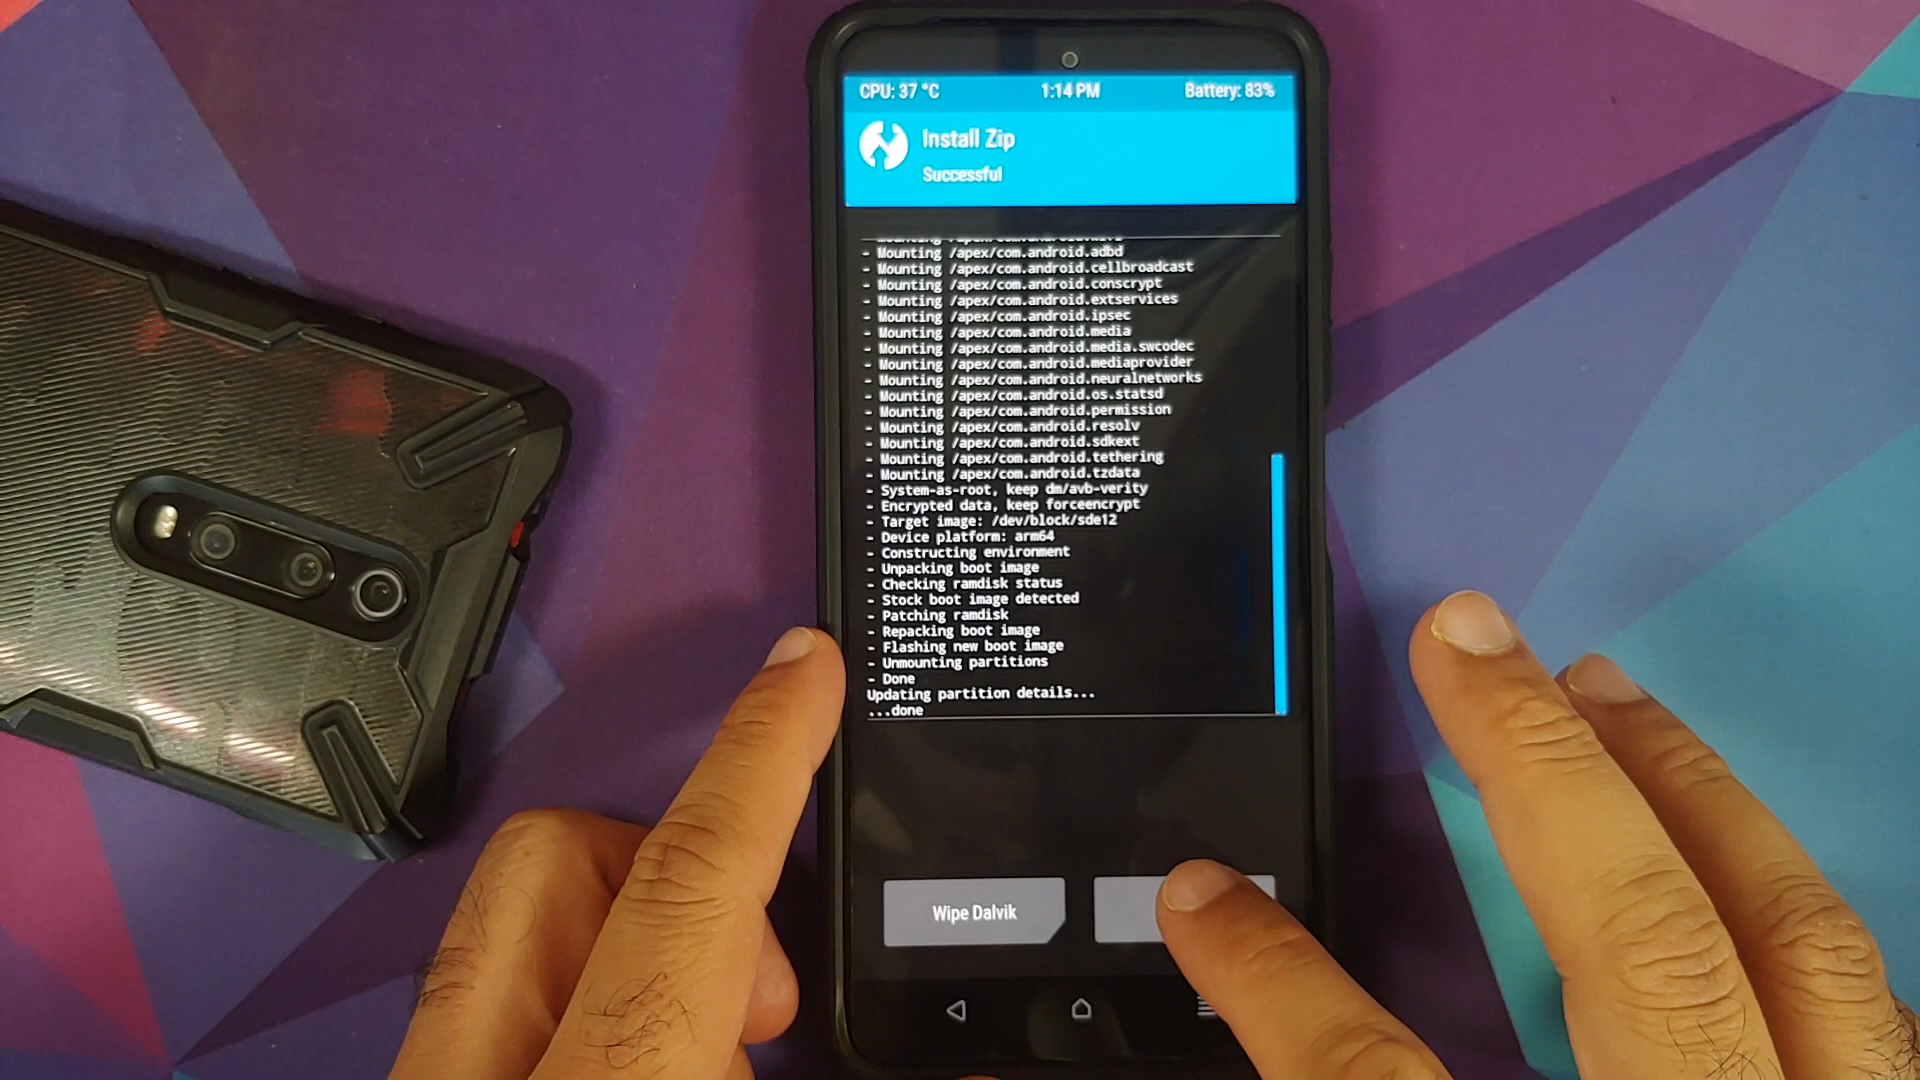 CPU: 37 °C
1:14 PM
Battery: 83%
Install Zip
Successful
- Mounting /apex/com.android.adbd
- Mounting /apex/com.android.cellbroadcast
- Mounting /apex/com.android.conscrypt
- Mounting /apex/com.android.extservices
- Mounting /apex/com.android.ipsec
- Mounting /apex/com.android.media
- Mounting /apex/com.android.media.swcodec
- Mounting /apex/com.android.mediaprovider
- Mounting /apex/com.android.neuralnetworks
- Mounting /apex/com.android.os.statsd
- Mounting /apex/com.android.permission
- Mounting /apex/com.android.resolv
- Mounting /apex/com.android.sdkext
- Mounting /apex/com.android.tethering
- Mounting /apex/com.android.tzdata
- System-as-root, keep dm/avb-verity
- Encrypted data, keep forceencrypt
- Target image: /dev/block/sde12
- Device platform: arm64
- Constructing environment
- Unpacking boot image
- Checking ramdisk status
- Stock boot image detected
- Patching ramdisk
- Repacking boot image
- Flashing new boot image
- Unmounting partitions
- Done
Updating partition details...
...done
Wipe Dalvik